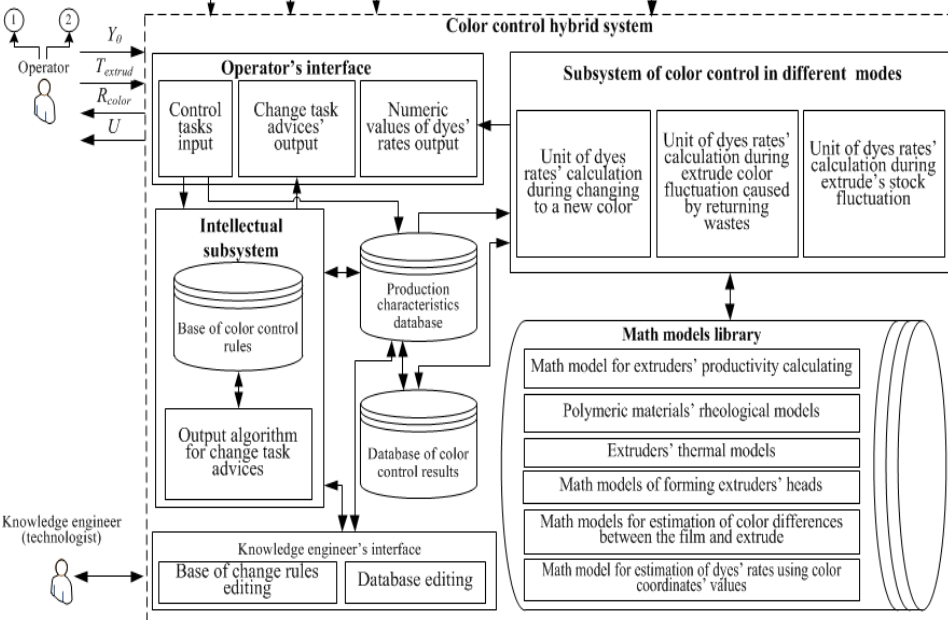 1 2
Operator
Y_θ
T_extrud
R_color
U
Color control hybrid system
Operator's interface
Control
tasks
input
Change task
advices'
output
Numeric
values of dyes'
rates output
Subsystem of color control in different modes
Unit of dyes
rates' calculation
during changing
to a new color
Unit of dyes rates'
calculation during
extrude color
fluctuation caused
by returning
wastes
Unit of dyes rates'
calculation during
extrude's stock
fluctuation
Intellectual
subsystem
Base of color control
rules
Output algorithm
for change task
advices
Production
characteristics
database
Database of color
control results
Math models library
Math model for extruders' productivity calculating
Polymeric materials' rheological models
Extruders' thermal models
Math models of forming extruders' heads
Math models for estimation of color differences
between the film and extrude
Math model for estimation of dyes' rates using color
coordinates' values
Knowledge engineer
(technologist)
Knowledge engineer's interface
Base of change rules
editing
Database editing